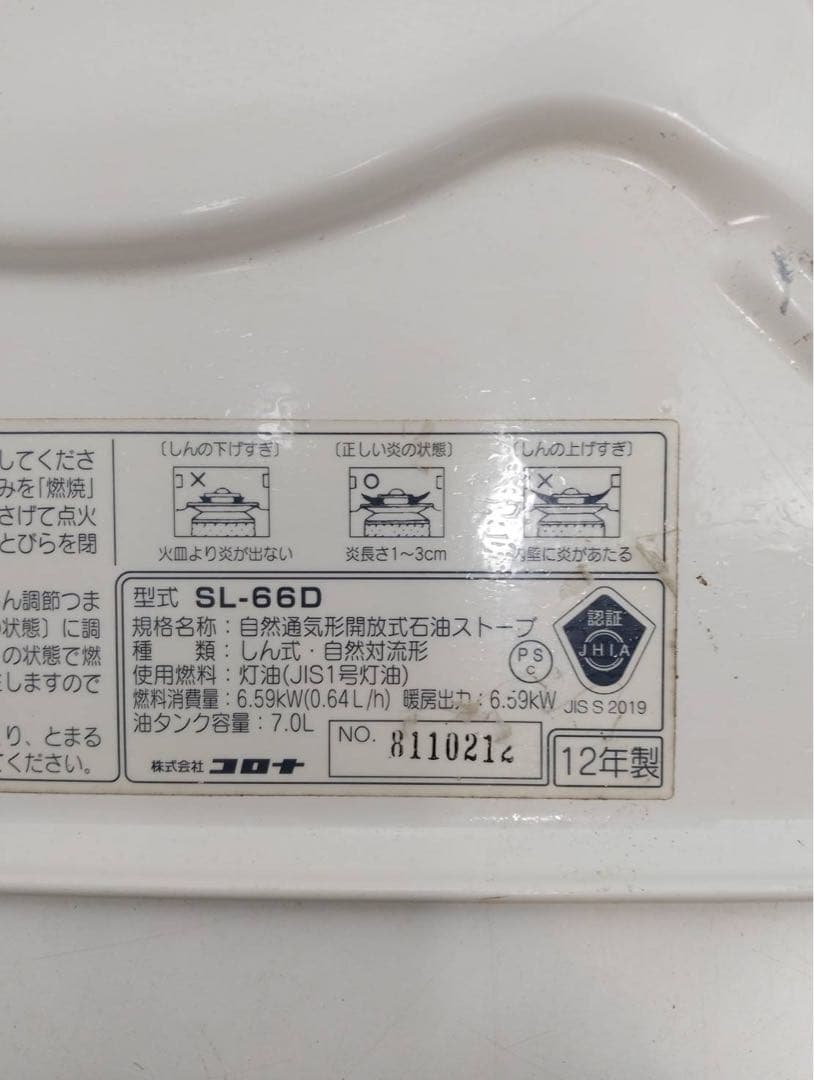 してくださ
みを「燃焼」
さげて点火
とびらを閉
ん調節つま
の状態〕に調
の状態で燃
しますので
り、とまる
ください。
〔しんの下げすぎ〕
火皿より炎が出ない
〔正しい炎の状態〕
炎長さ1~3cm
〔しんの上げすぎ〕
内壁に炎があたる
型式 SL-66D
規格名称:自然通気形開放式石油ストーブ
種　類:しん式・自然対流形
使用燃料:灯油(JIS1号灯油)
燃料消費量:6.59kW(0.64L/h) 暖房出力:6.59kW
油タンク容量:7.0L
株式会社 コロナ
NO. 8110212
PS
C
認証
JHIA
JIS S 2019
12年製